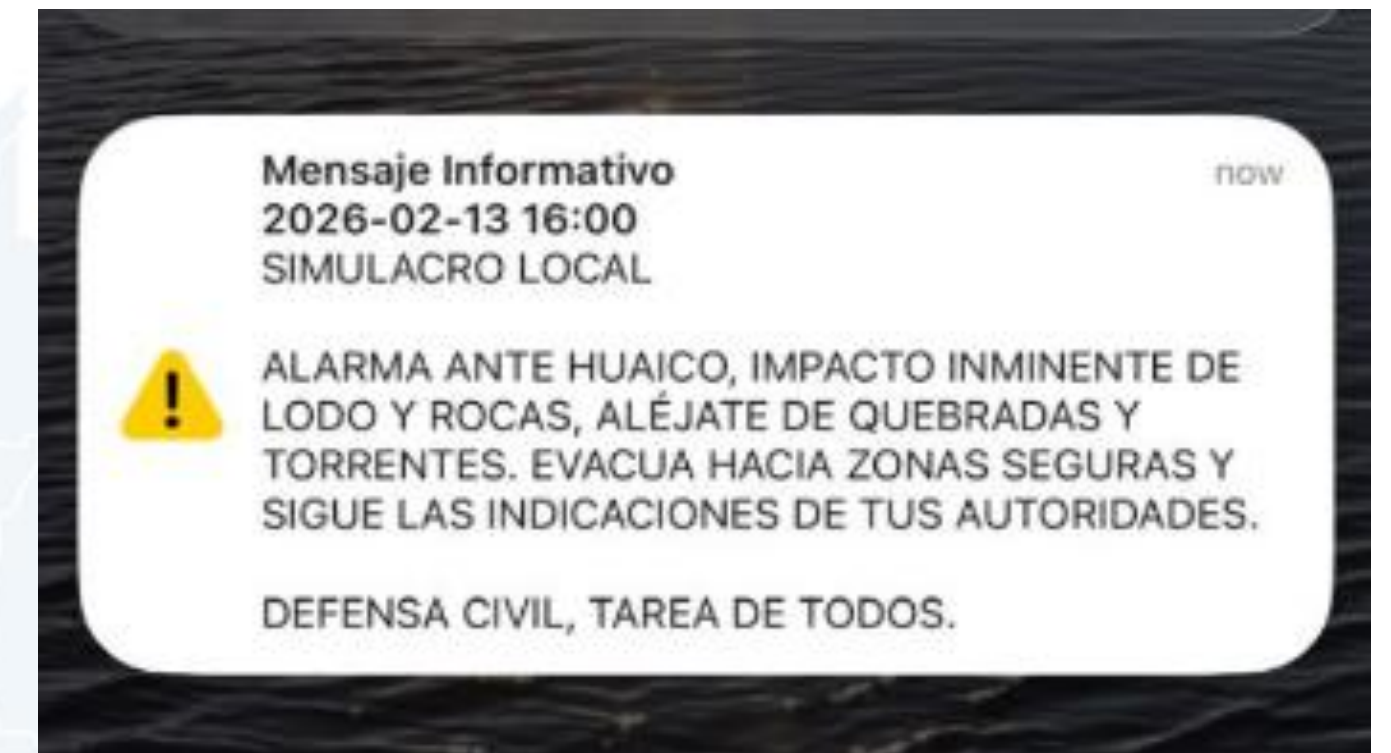 Mensaje Informativo
now
2026-02-13 16:00
SIMULACRO LOCAL
ALARMA ANTE HUAICO, IMPACTO INMINENTE DE
LODO Y ROCAS, ALÉJATE DE QUEBRADAS Y
TORRENTES. EVACUA HACIA ZONAS SEGURAS Y
SIGUE LAS INDICACIONES DE TUS AUTORIDADES.
DEFENSA CIVIL, TAREA DE TODOS.